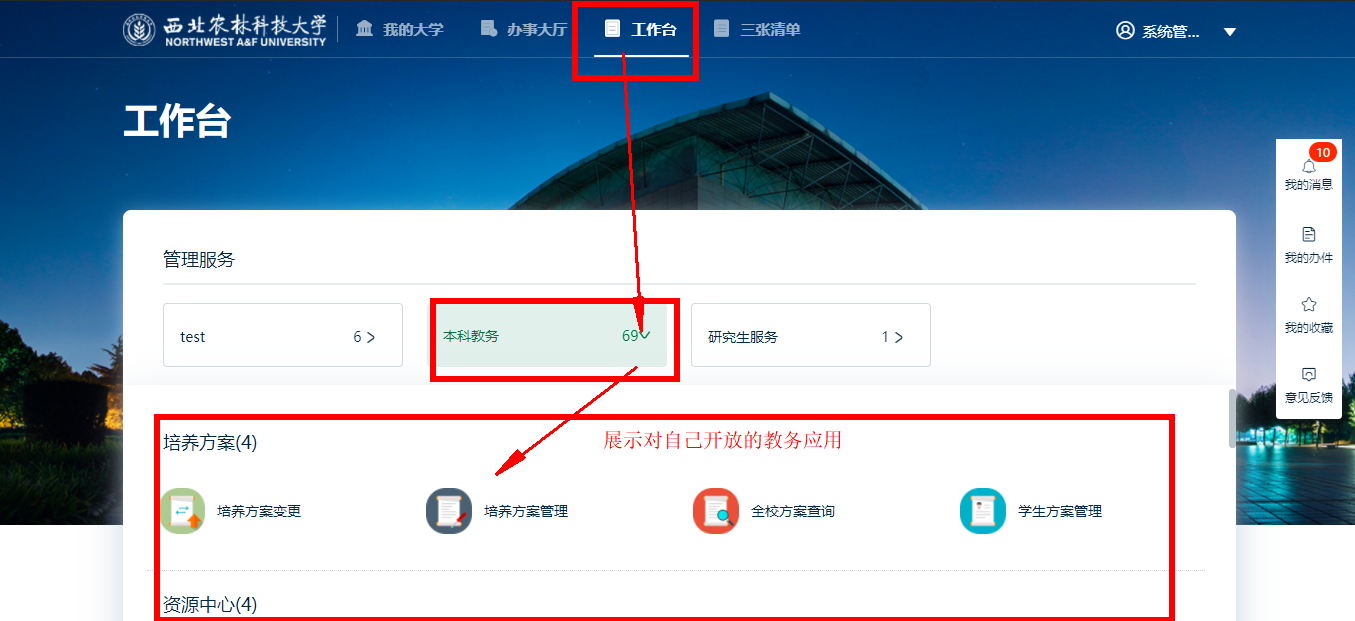 西北农林科技大学
NORTHWEST A&F UNIVERSITY
我的大学
办事大厅
工作台
三张清单
系统管...
工作台
10
我的消息
我的办件
我的收藏
意见反馈
管理服务
test 6
本科教务 69
研究生服务 1
培养方案(4)
展示对自己开放的教务应用
培养方案变更
培养方案管理
全校方案查询
学生方案管理
资源中心(4)